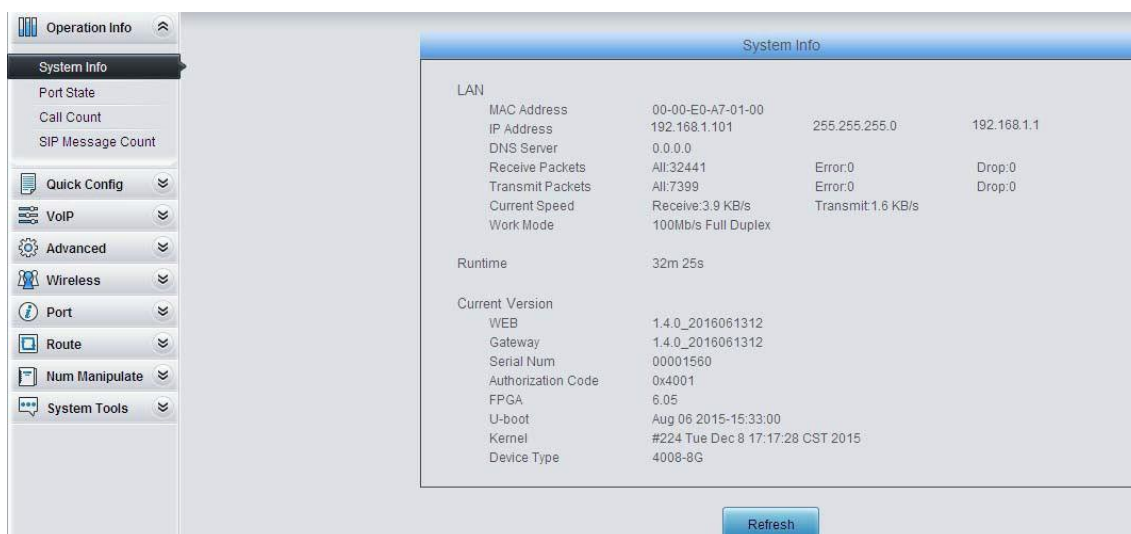 Operation Info
System Info
Port State
Call Count
SIP Message Count
Quick Config
VoIP
Advanced
Wireless
Port
Route
Num Manipulate
System Tools
System Info
LAN
MAC Address 00-00-E0-A7-01-00
IP Address 192.168.1.101 255.255.255.0 192.168.1.1
DNS Server 0.0.0.0
Receive Packets All:32441 Error:0 Drop:0
Transmit Packets All:7399 Error:0 Drop:0
Current Speed Receive:3.9 KB/s Transmit:1.6 KB/s
Work Mode 100Mb/s Full Duplex
Runtime 32m 25s
Current Version
WEB 1.4.0_2016061312
Gateway 1.4.0_2016061312
Serial Num 00001560
Authorization Code 0x4001
FPGA 6.05
U-boot Aug 06 2015-15:33:00
Kernel #224 Tue Dec 8 17:17:28 CST 2015
Device Type 4008-8G
Refresh